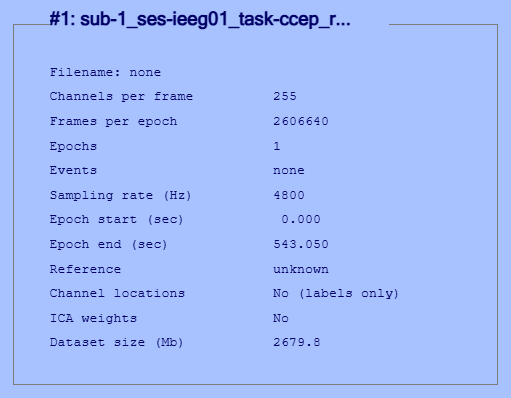 #1: sub-1_ses-ieeg01_task-ccep_r...
Filename: none
Channels per frame 255
Frames per epoch 2606640
Epochs 1
Events none
Sampling rate (Hz) 4800
Epoch start (sec) 0.000
Epoch end (sec) 543.050
Reference unknown
Channel locations No (labels only)
ICA weights No
Dataset size (Mb) 2679.8